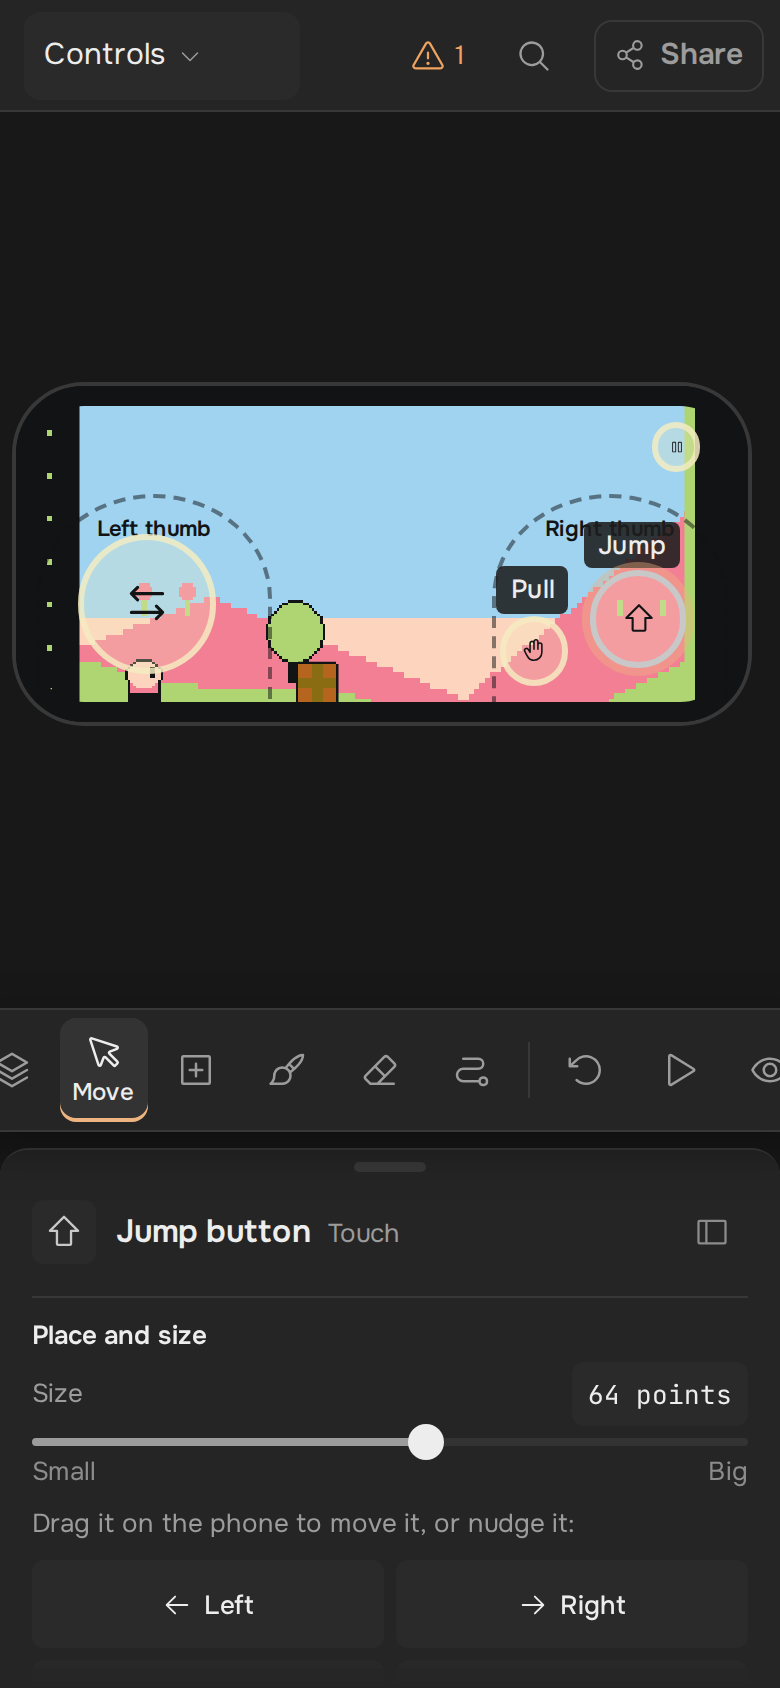 Controls
1
Share
Left thumb
Right thumb
Jump
Pull
Move
Jump button Touch
Place and size
Size
64 points
Small
Big
Drag it on the phone to move it, or nudge it:
Left
Right